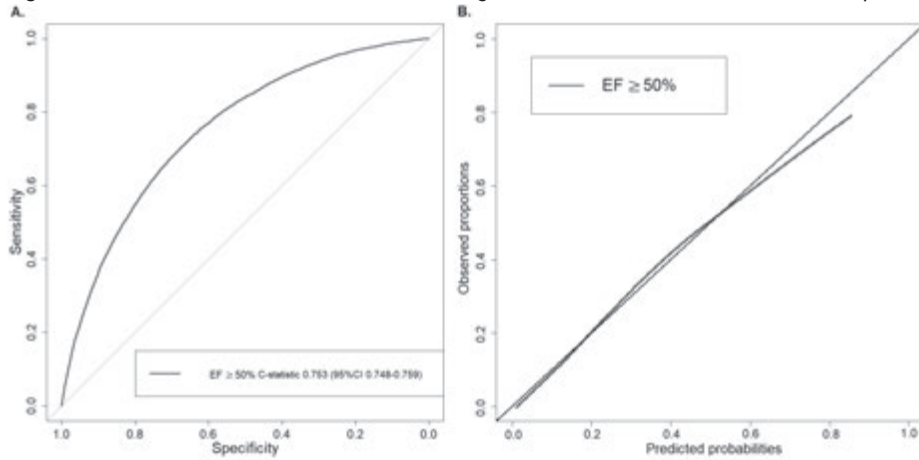 A.
1.0
0.8
0.6
0.4
0.2
0.0
Sensitivity
EF ≥ 50% C-statistic 0.753 (95%CI 0.748-0.759)
1.0 0.8 0.6 0.4 0.2 0.0
Specificity
B.
1.0
0.8
0.6
0.4
0.2
0.0
Observed proportions
EF ≥ 50%
0.0 0.2 0.4 0.6 0.8 1.0
Predicted probabilities